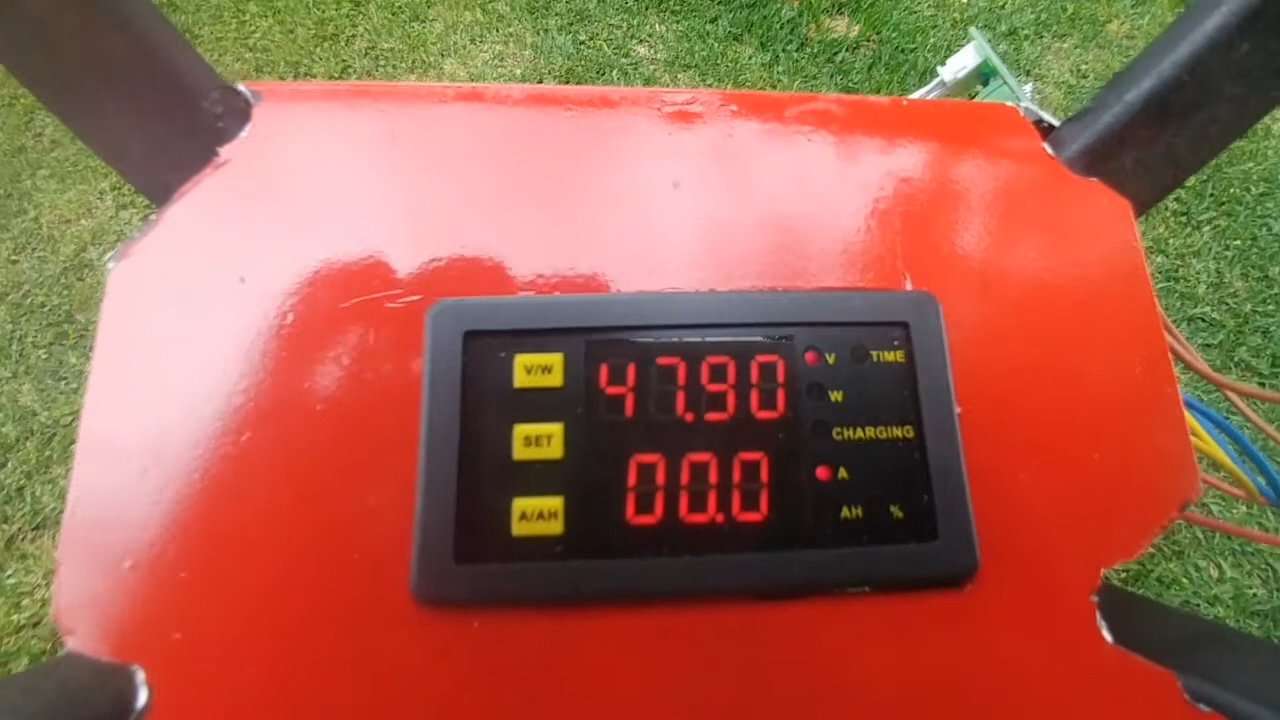 V/W 47.90 V TIME
W
SET CHARGING
00.0 A
A/AH AH %